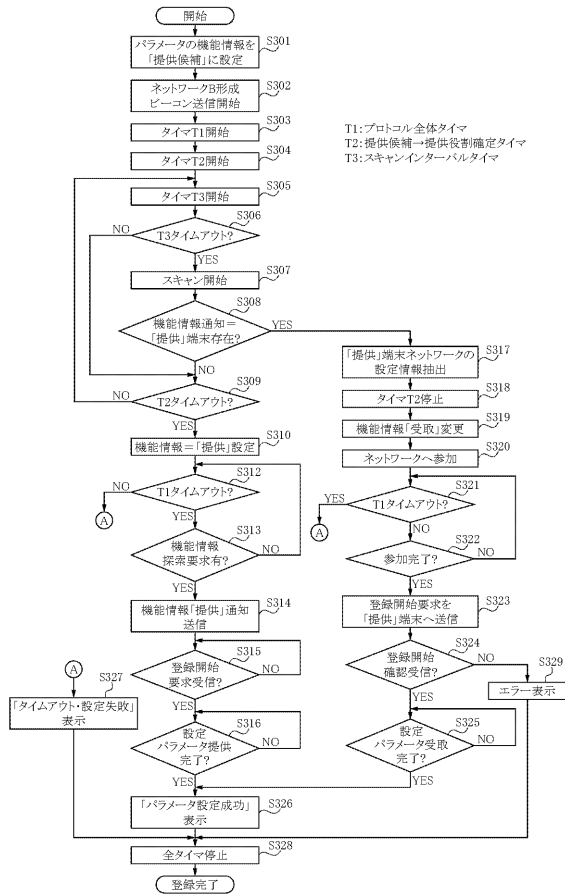 開始
パラメータの機能情報を
「提供候補」に設定
S301
ネットワークB形成
ビーコン送信開始
S302
タイマT1開始
S303
タイマT2開始
S304
タイマT3開始
S305
T1:プロトコル全体タイマ
T2:提供候補→提供役割確定タイマ
T3:スキャンインターバルタイマ
T3タイムアウト?
S306
NO
YES
スキャン開始
S307
機能情報通知=
「提供」端末存在?
S308
YES
NO
T2タイムアウト?
S309
NO
YES
機能情報=「提供」設定
S310
T1タイムアウト?
S312
NO
A
YES
機能情報
探索要求有?
S313
NO
YES
機能情報「提供」通知
送信
S314
登録開始
要求受信?
S315
NO
YES
設定
パラメータ提供
完了?
S316
NO
YES
「提供」端末ネットワークの
設定情報抽出
S317
タイマT2停止
S318
機能情報「受取」変更
S319
ネットワークへ参加
S320
T1タイムアウト?
S321
YES
A
NO
参加完了?
S322
NO
YES
登録開始要求を
「提供」端末へ送信
S323
登録開始
確認受信?
S324
NO
YES
エラー表示
S329
設定
パラメータ受取
完了?
S325
NO
YES
A
「タイムアウト・設定失敗」
表示
S327
「パラメータ設定成功」
表示
S326
全タイマ停止
S328
登録完了